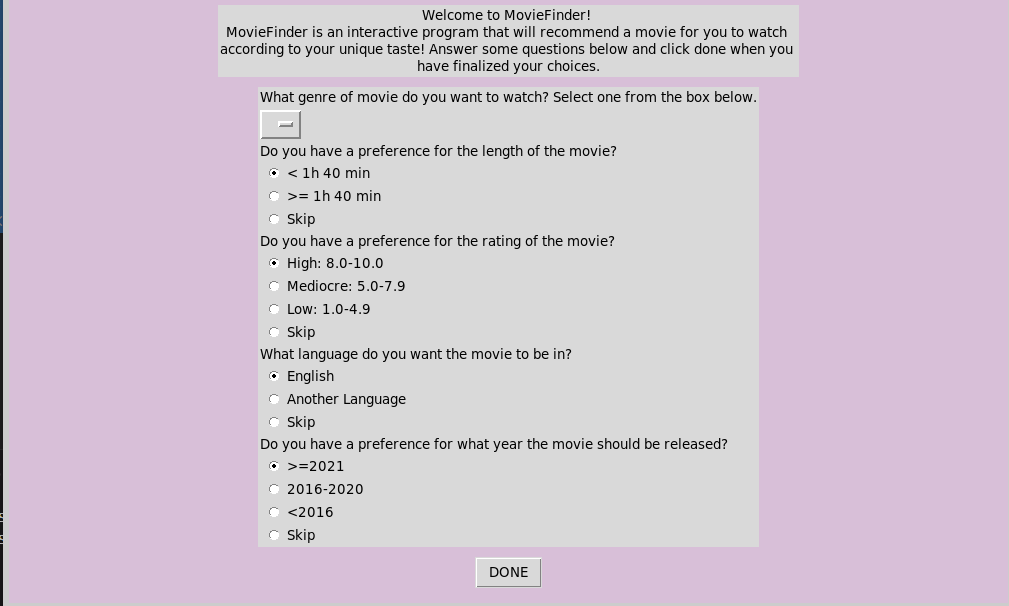 Welcome to MovieFinder!
MovieFinder is an interactive program that will recommend a movie for you to watch
according to your unique taste! Answer some questions below and click done when you
have finalized your choices.
What genre of movie do you want to watch? Select one from the box below.
Do you have a preference for the length of the movie?
< 1h 40 min
>= 1h 40 min
Skip
Do you have a preference for the rating of the movie?
High: 8.0-10.0
Mediocre: 5.0-7.9
Low: 1.0-4.9
Skip
What language do you want the movie to be in?
English
Another Language
Skip
Do you have a preference for what year the movie should be released?
>=2021
2016-2020
<2016
Skip
DONE